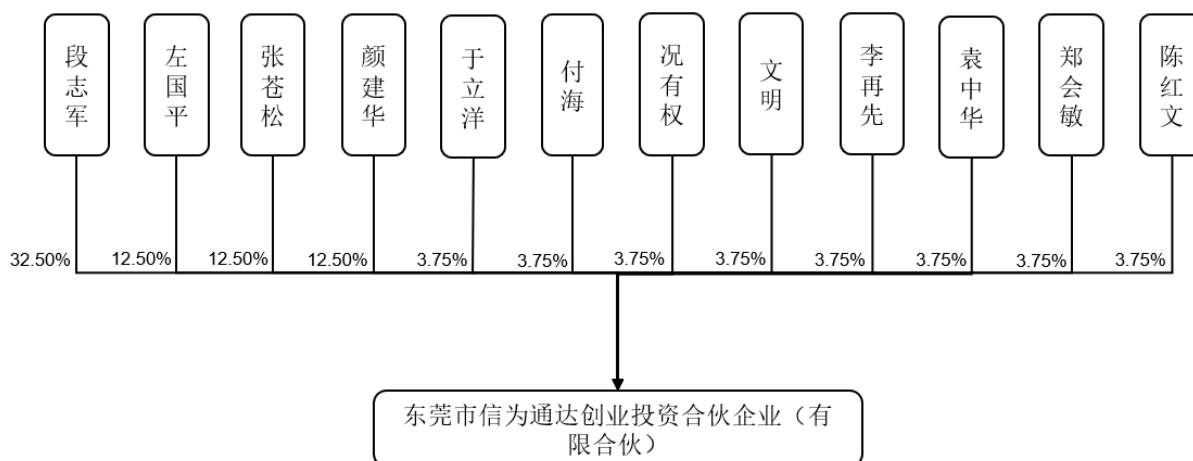 段志军
左国平
张苍松
颜建华
于立洋
付海
况有权
文明
李再先
袁中华
郑会敏
陈红文
32.50%
12.50%
12.50%
12.50%
3.75%
3.75%
3.75%
3.75%
3.75%
3.75%
3.75%
3.75%
东莞市信为通达创业投资合伙企业（有
限合伙）